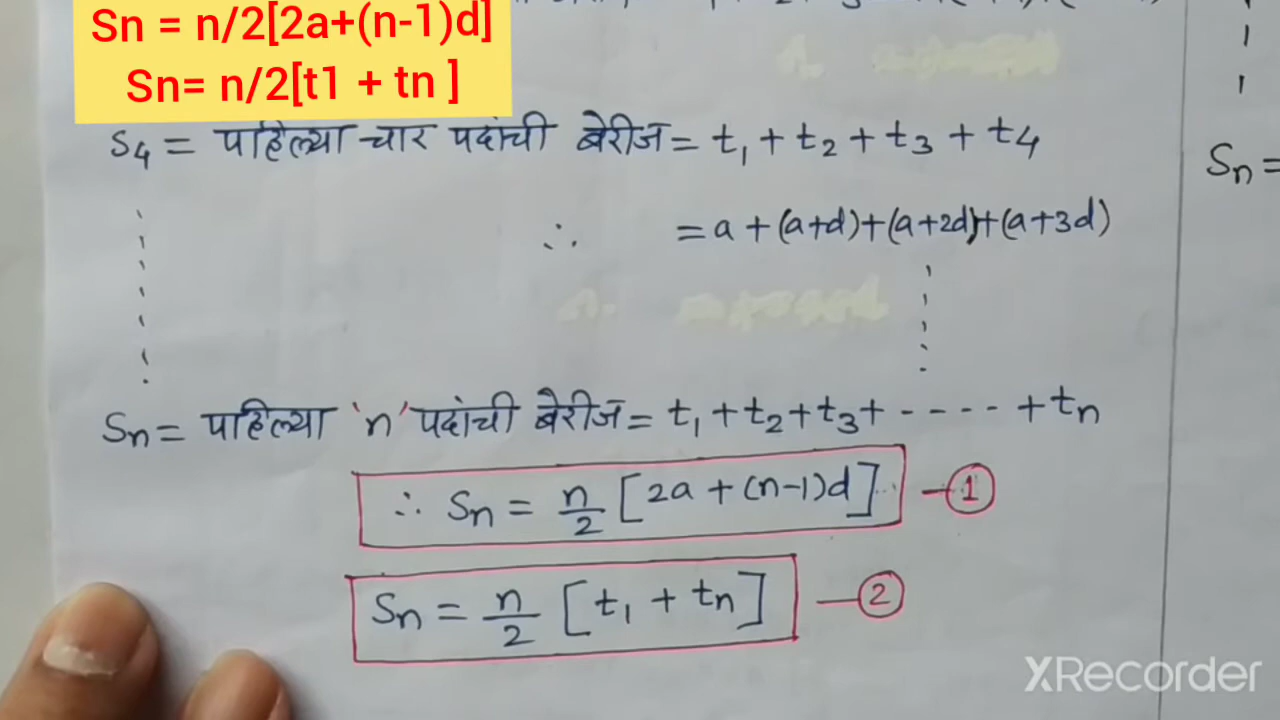 Sn = n/2[2a+(n-1)d]
Sn= n/2[t1 + tn ]
S₄ = पहिल्या चार पदांची बेरीज = t₁ + t₂ + t₃ + t₄
∴ = a + (a+d)+(a+2d)+(a+3d)
Sₙ = पहिल्या 'n' पदांची बेरीज = t₁ + t₂ + t₃ + - - - - - + tₙ
∴ Sₙ = n/2 [2a + (n-1)d] — ①
Sₙ = n/2 [t₁ + tₙ] — ②
Sₙ =
XRecorder